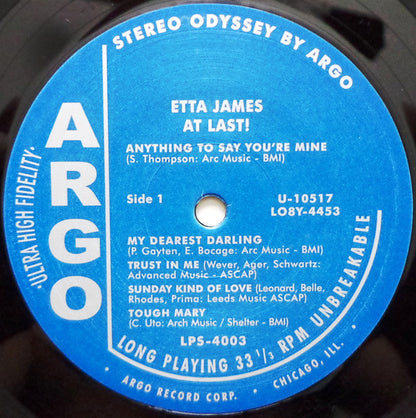 STEREO ODYSSEY BY ARGO
ARGO
·ULTRA HIGH FIDELITY·
ETTA JAMES
AT LAST!
ANYTHING TO SAY YOU'RE MINE
(S. Thompson: Arc Music - BMI)
Side 1
U-10517
LO8Y-4453
MY DEAREST DARLING
(P. Gayten, E. Bocage: Arc Music - BMI)
TRUST IN ME (Wever, Ager, Schwartz:
Advanced Music - ASCAP)
SUNDAY KIND OF LOVE (Leonard, Belle,
Rhodes, Prima: Leeds Music ASCAP)
TOUGH MARY
(C. Uto: Arch Music / Shelter - BMI)
LPS-4003
LONG PLAYING 33 1/3 RPM UNBREAKABLE
· ARGO RECORD CORP. · CHICAGO, ILL. ·